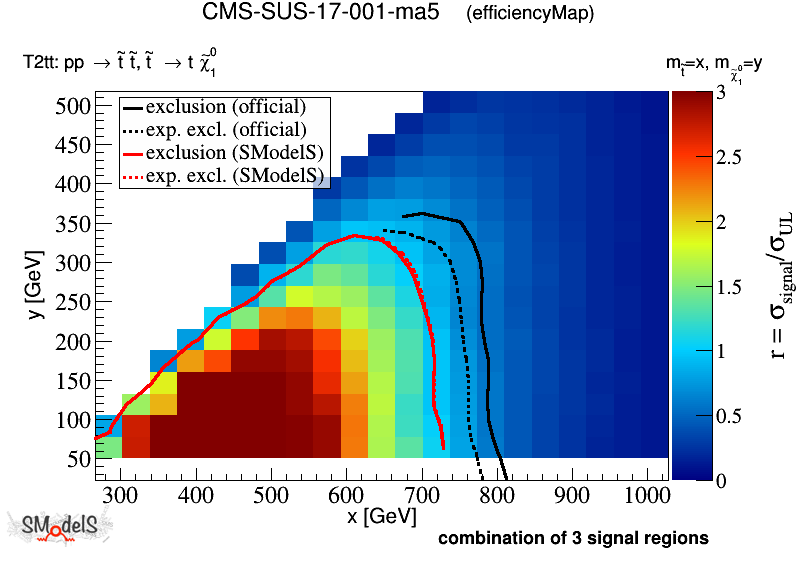 CMS-SUS-17-001-ma5 (efficiencyMap)
T2tt: pp → t̃ t̃, t̃ → t χ̃₁⁰
m_t̃=x, m_χ̃₁⁰=y
exclusion (official)
exp. excl. (official)
exclusion (SModelS)
exp. excl. (SModelS)
500
450
400
350
300
250
200
150
100
50
y [GeV]
300 400 500 600 700 800 900 1000
x [GeV]
3
2.5
2
1.5
1
0.5
0
r = σ_signal/σ_UL
SModelS
combination of 3 signal regions